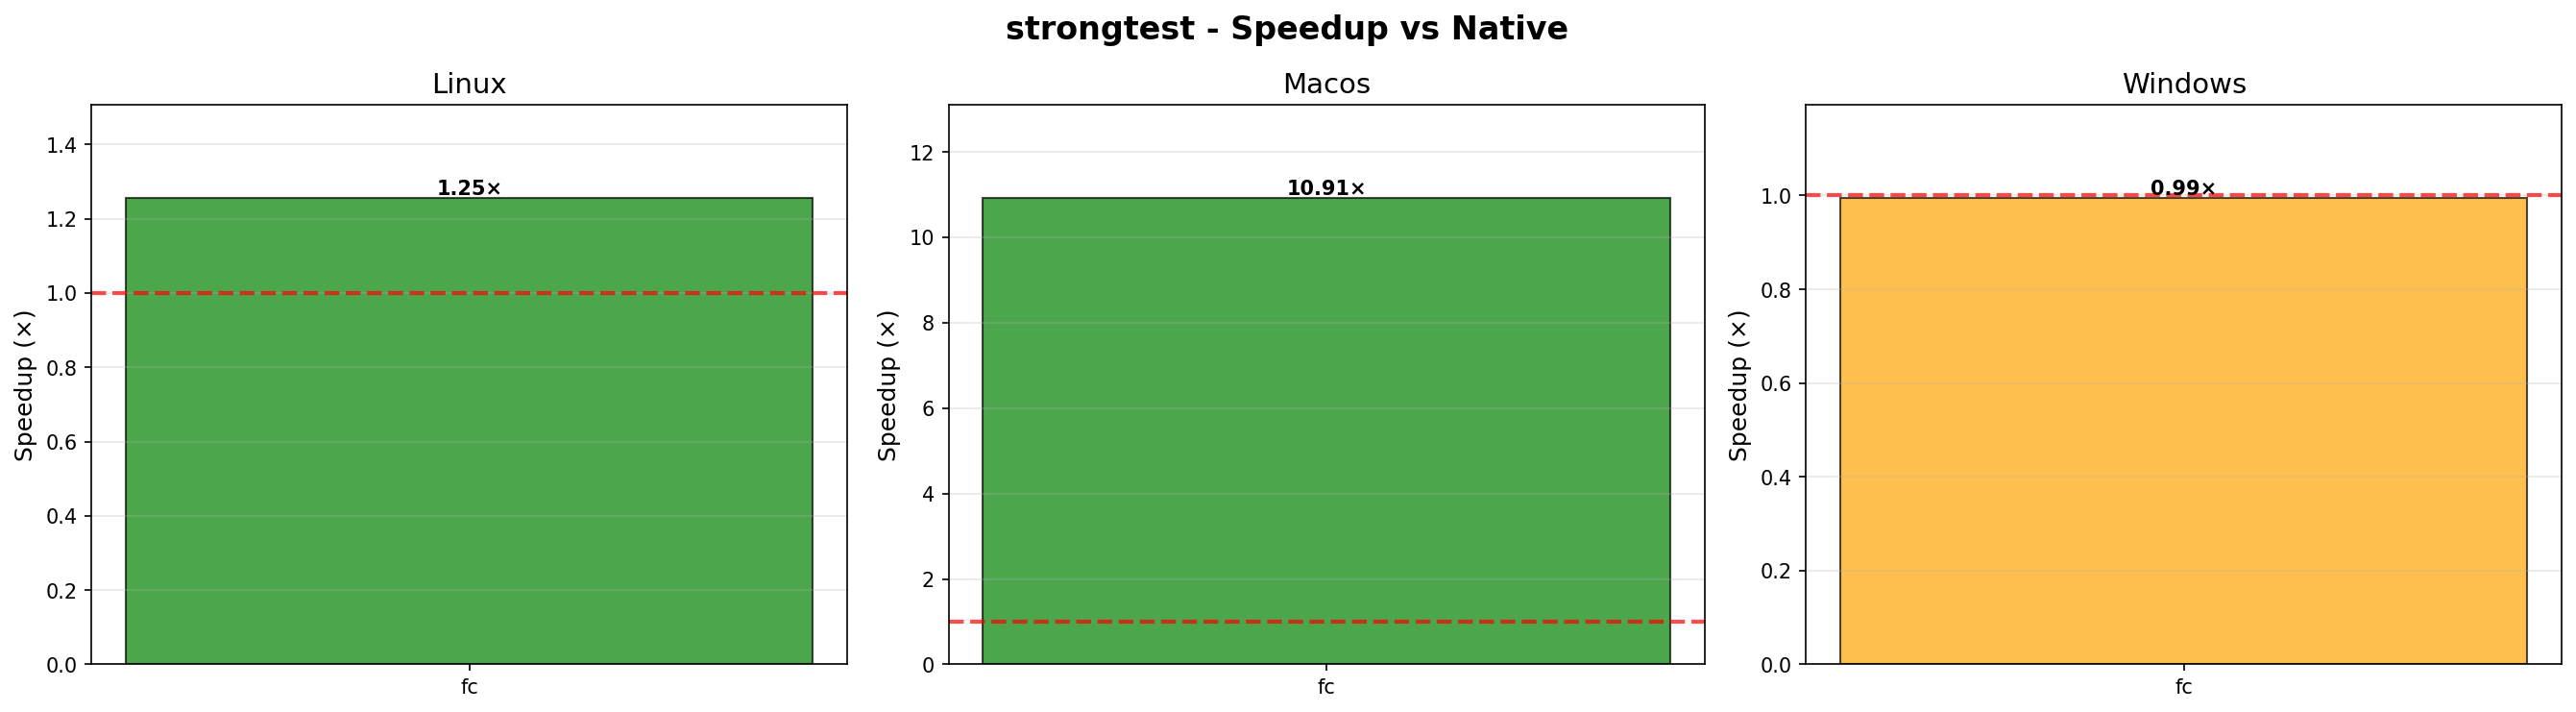 strongtest - Speedup vs Native
Linux
Speedup (×)
1.4
1.2
1.0
0.8
0.6
0.4
0.2
0.0
1.25×
fc
Macos
Speedup (×)
12
10
8
6
4
2
0
10.91×
fc
Windows
Speedup (×)
1.0
0.8
0.6
0.4
0.2
0.0
0.99×
fc